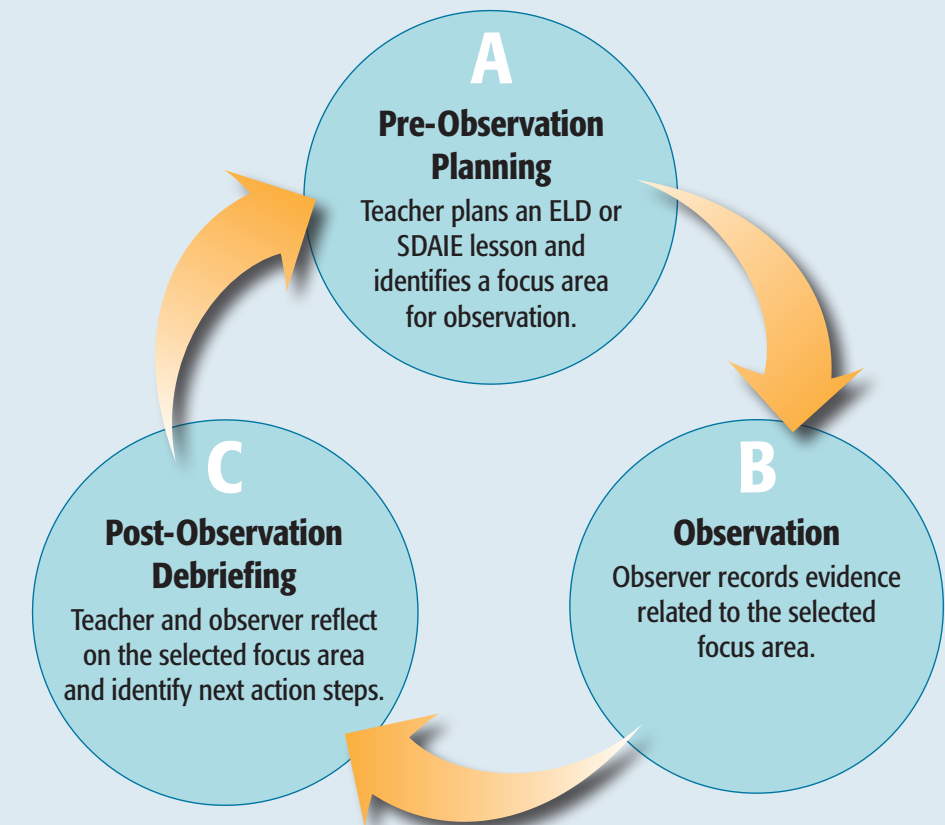 A
Pre-Observation
Planning
Teacher plans an ELD or
SDAIE lesson and
identifies a focus area
for observation.
B
Observation
Observer records evidence
related to the selected
focus area.
C
Post-Observation
Debriefing
Teacher and observer reflect
on the selected focus area
and identify next action steps.